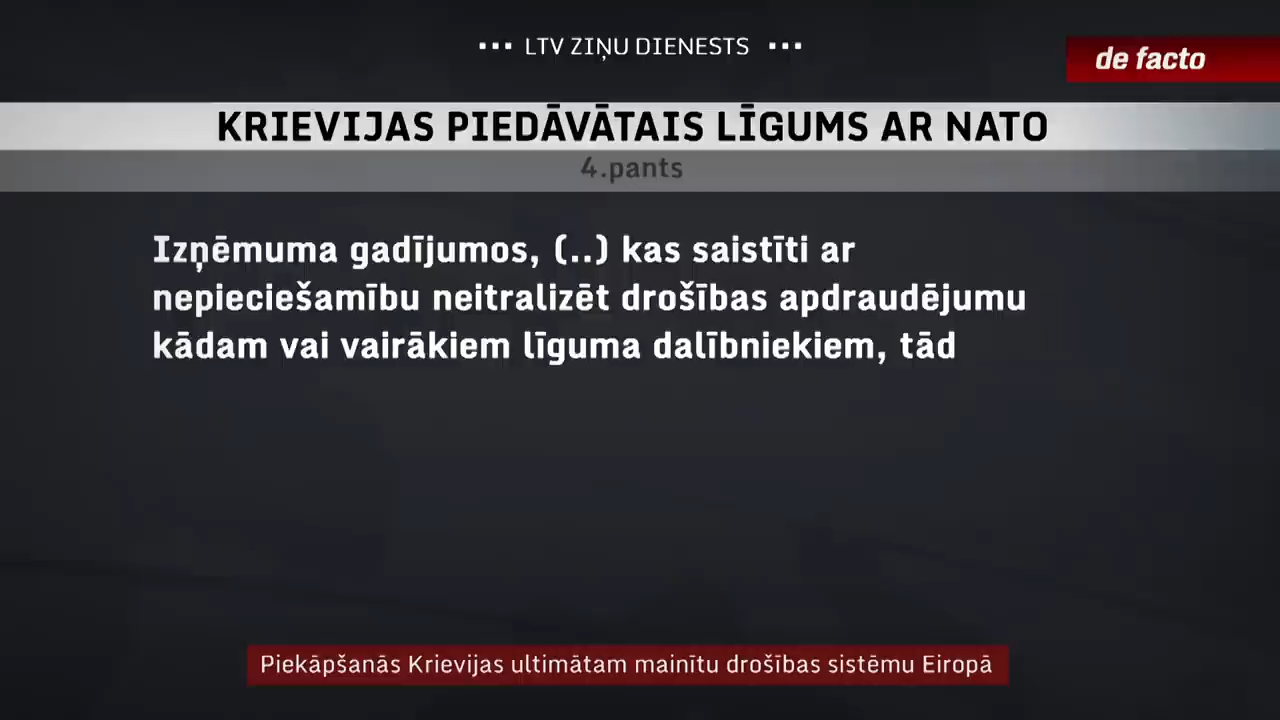 LTV ZIŅU DIENESTS
de facto
KRIEVIJAS PIEDĀVĀTAIS LĪGUMS AR NATO
4.pants
Izņēmuma gadījumos, (..) kas saistīti ar
nepieciešamību neitralizēt drošības apdraudējumu
kādam vai vairākiem līguma dalībniekiem, tād
Piekāpšanās Krievijas ultimātam mainītu drošības sistēmu Eiropā